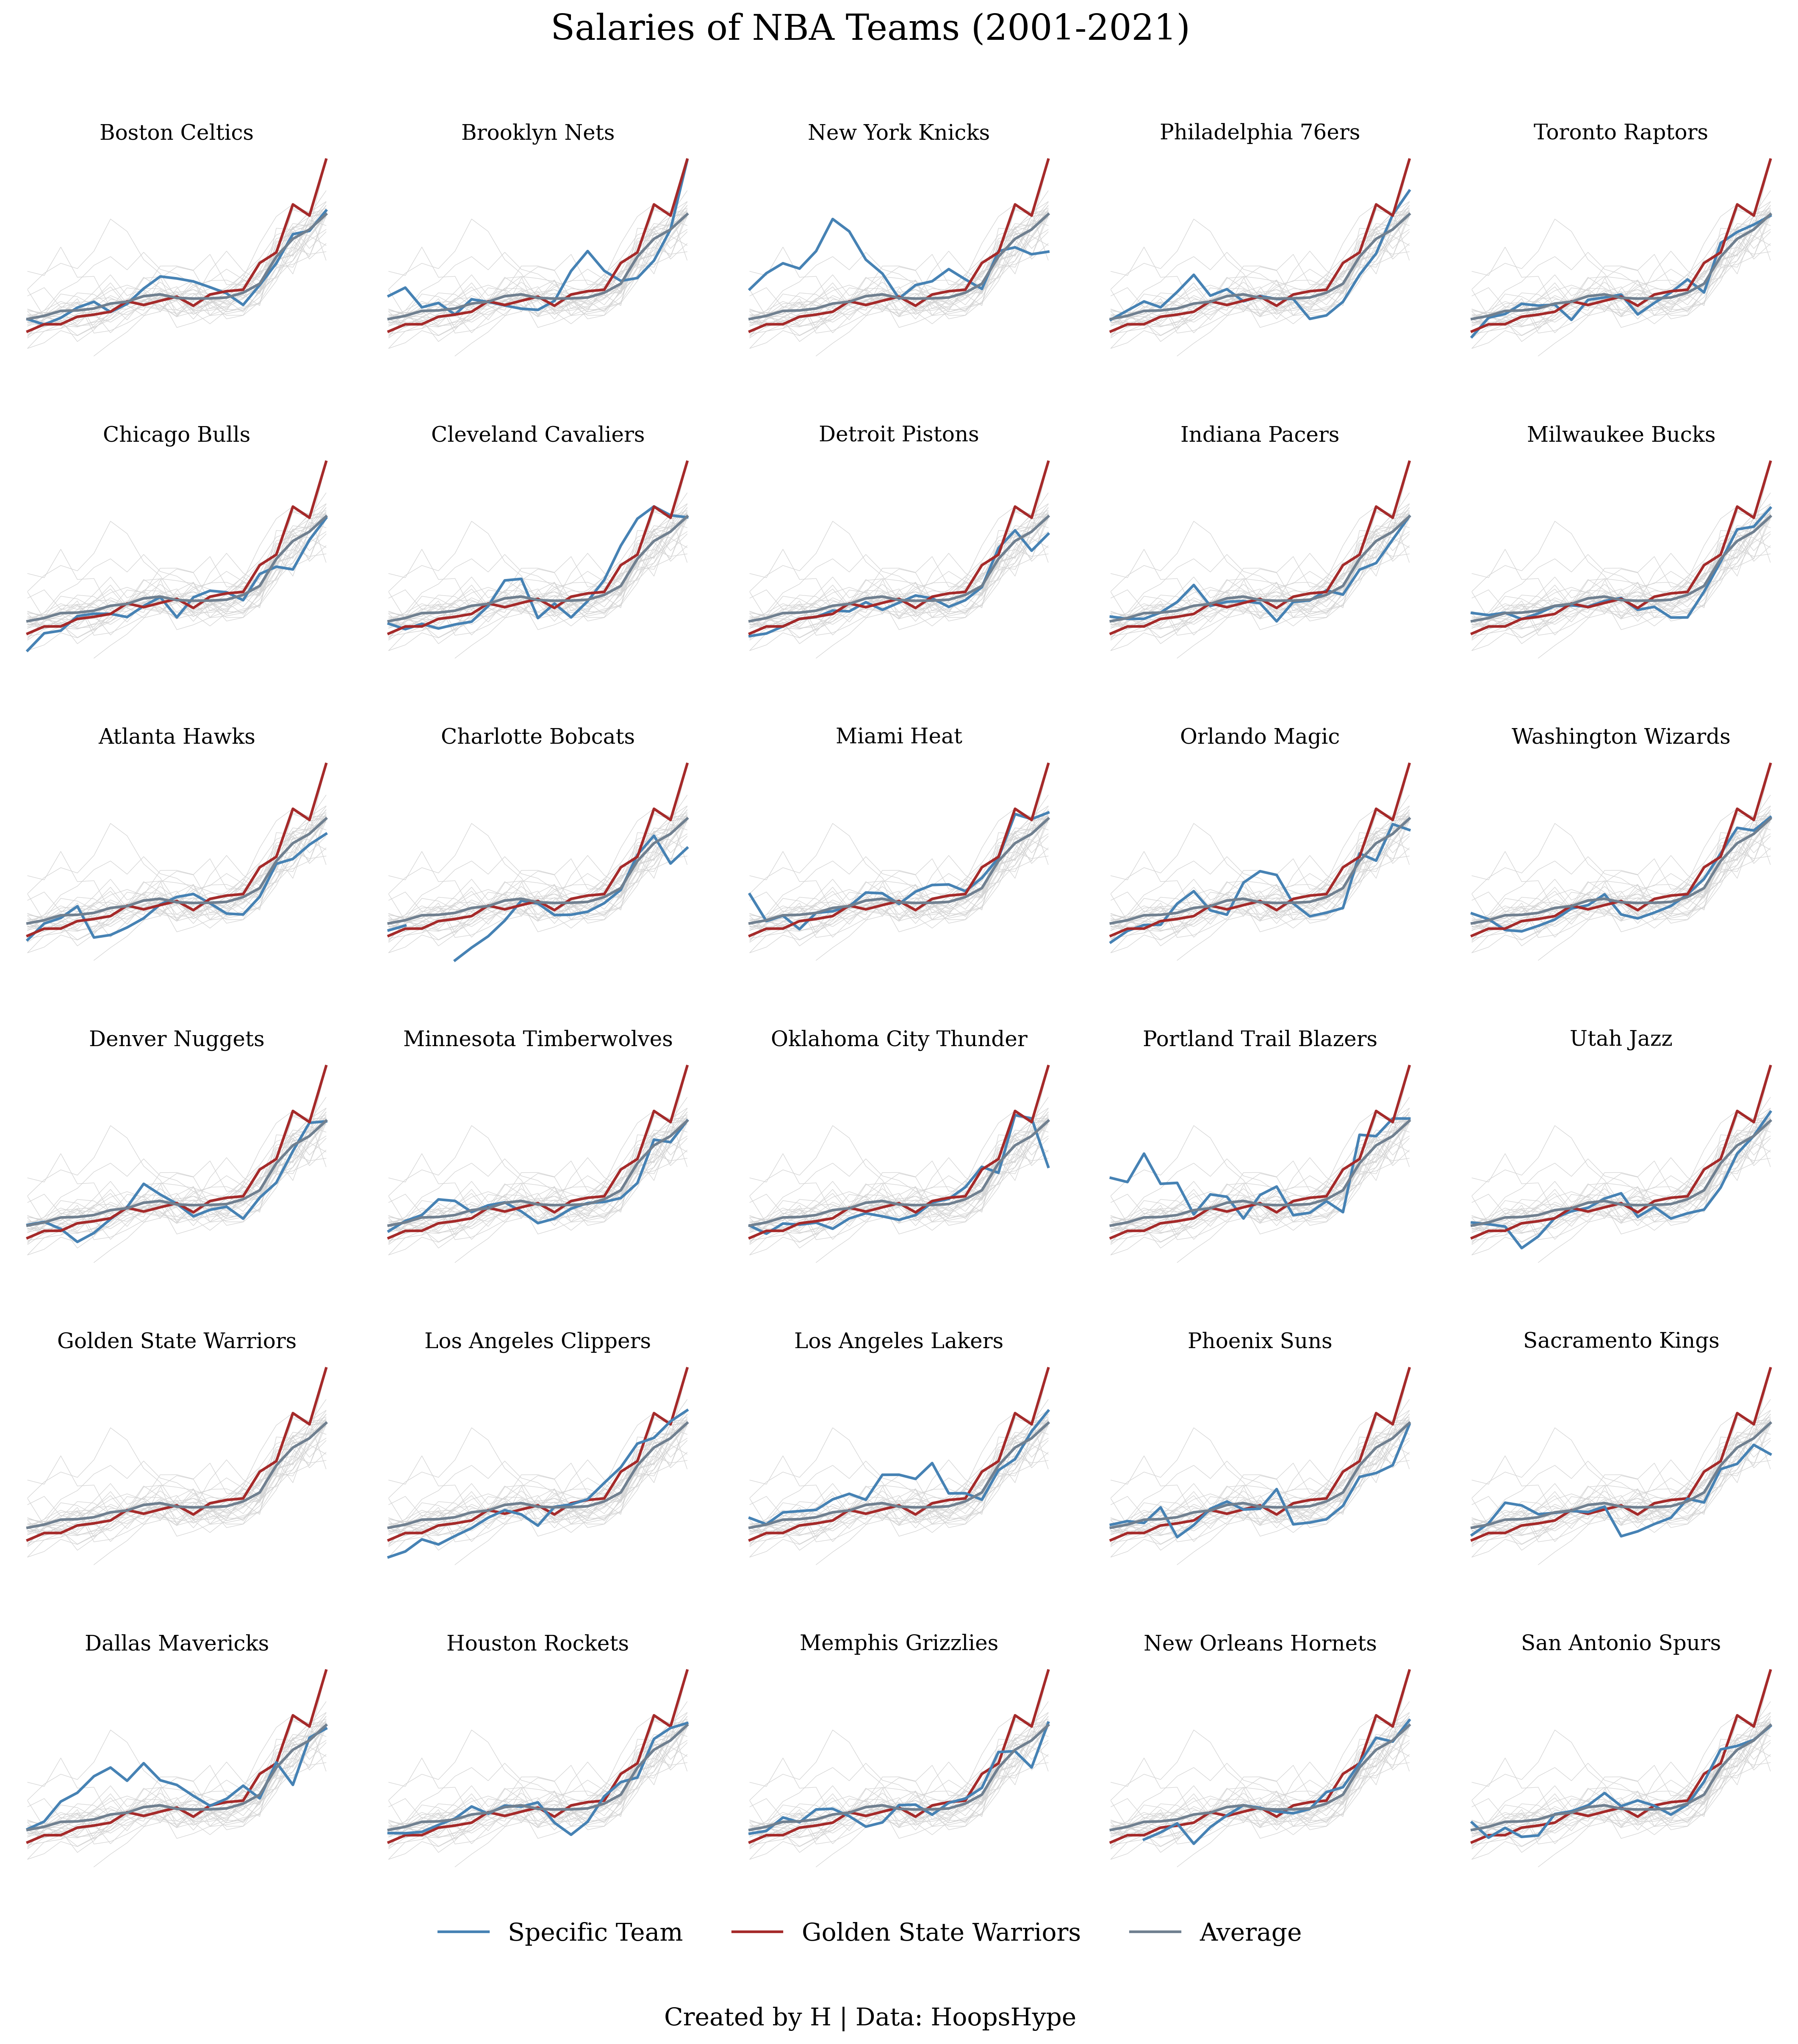 Salaries of NBA Teams (2001-2021)
Boston Celtics
Brooklyn Nets
New York Knicks
Philadelphia 76ers
Toronto Raptors
Chicago Bulls
Cleveland Cavaliers
Detroit Pistons
Indiana Pacers
Milwaukee Bucks
Atlanta Hawks
Charlotte Bobcats
Miami Heat
Orlando Magic
Washington Wizards
Denver Nuggets
Minnesota Timberwolves
Oklahoma City Thunder
Portland Trail Blazers
Utah Jazz
Golden State Warriors
Los Angeles Clippers
Los Angeles Lakers
Phoenix Suns
Sacramento Kings
Dallas Mavericks
Houston Rockets
Memphis Grizzlies
New Orleans Hornets
San Antonio Spurs
Specific Team
Golden State Warriors
Average
Created by H | Data: HoopsHype